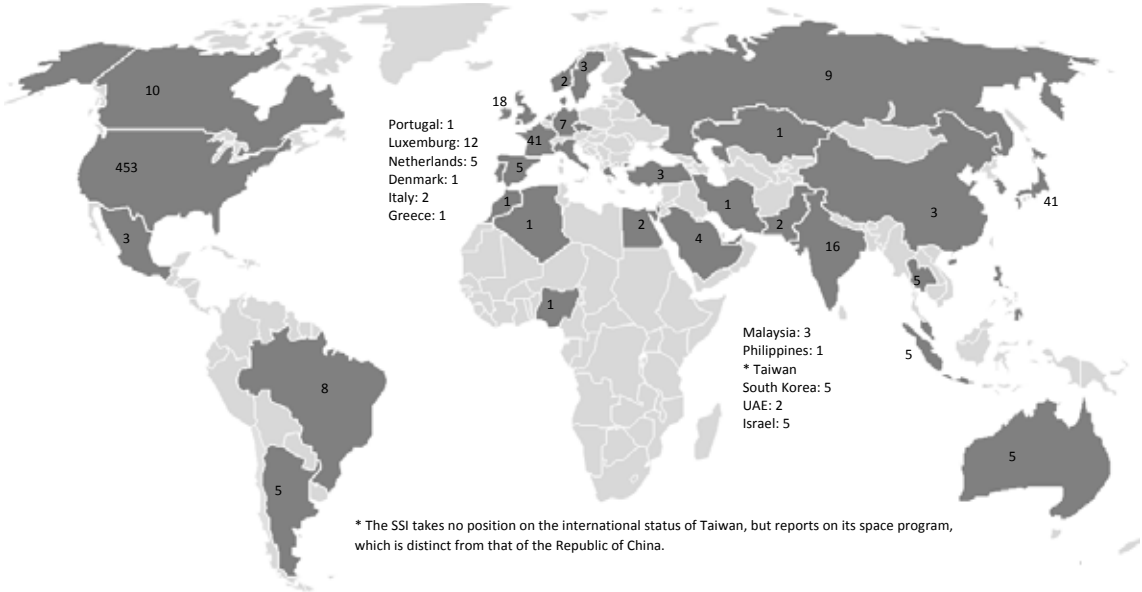 3
9
2
10
18
7
1
Portugal: 1
Luxemburg: 12
Netherlands: 5
Denmark: 1
Italy: 2
Greece: 1
41
453
5
3
1
1
1
2
4
2
16
3
41
3
5
1
Malaysia: 3
Philippines: 1
* Taiwan
South Korea: 5
UAE: 2
Israel: 5
5
8
5
5
* The SSI takes no position on the international status of Taiwan, but reports on its space program,
which is distinct from that of the Republic of China.